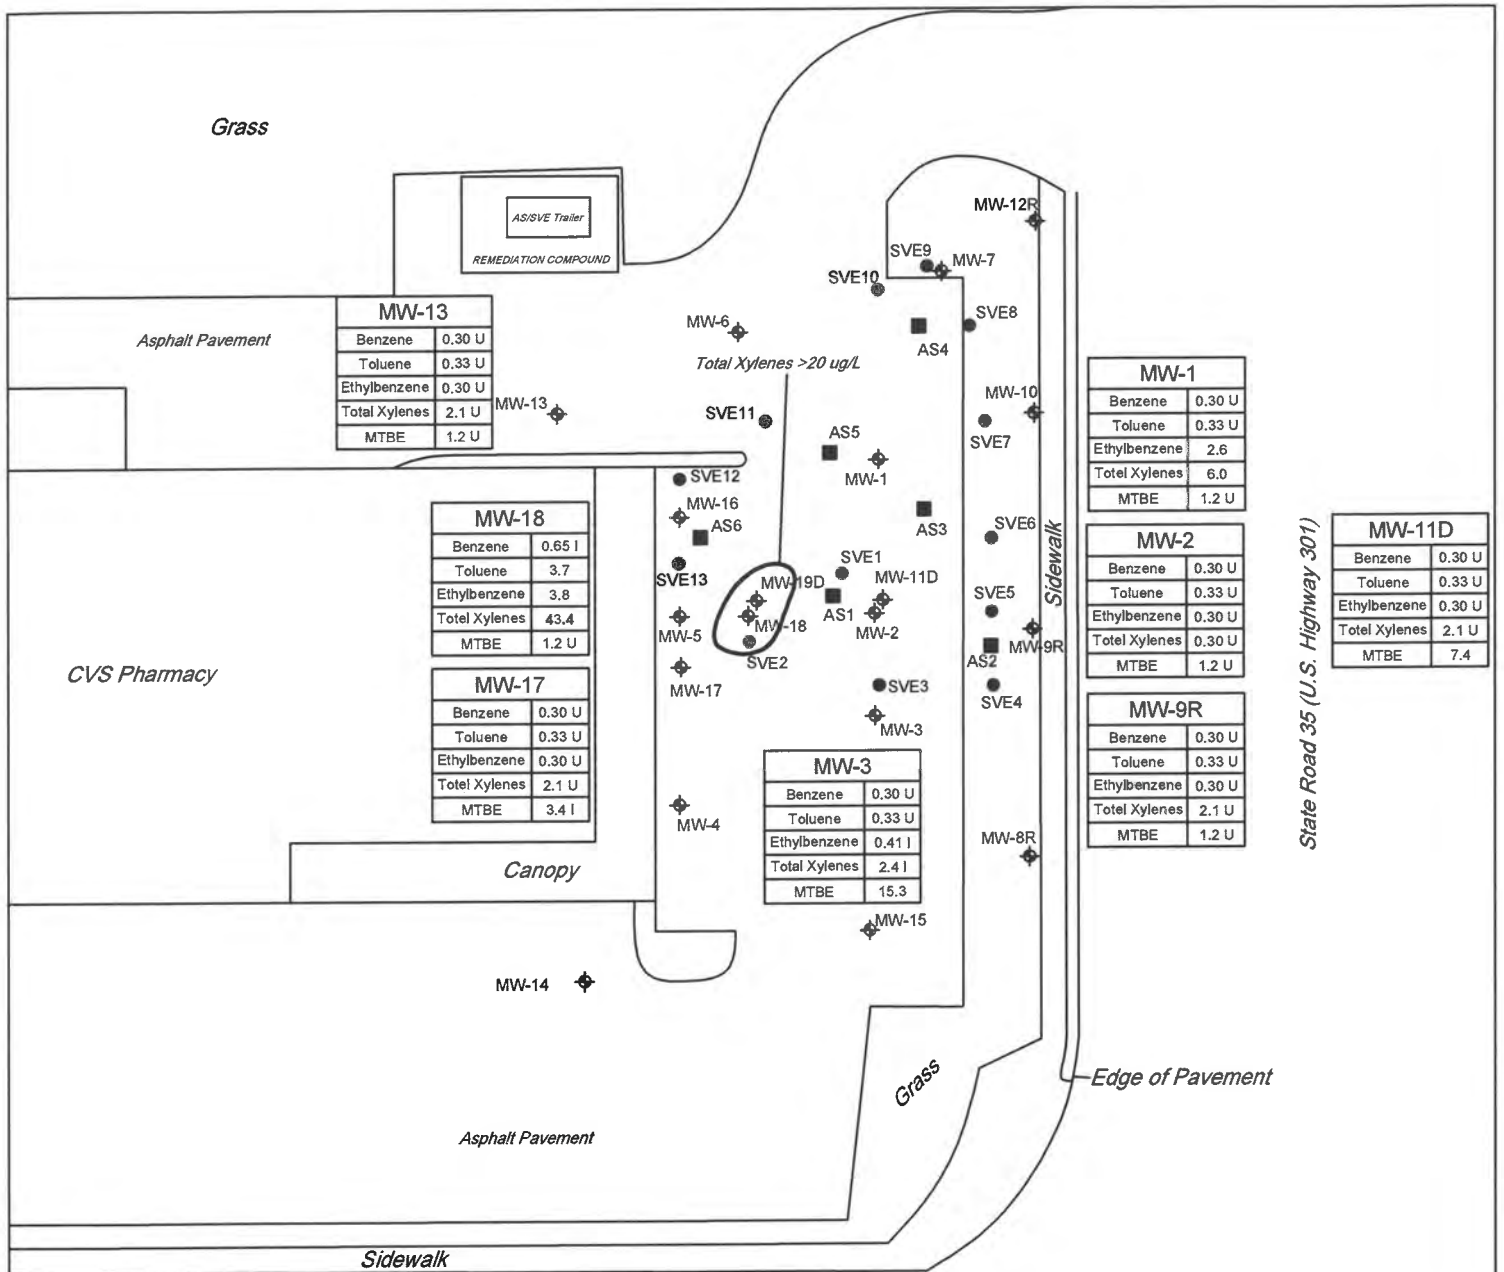 Grass
AS/SVE Trailer
REMEDIATION COMPOUND
MW-12R
SVE9
MW-7
SVE10
SVE8
AS4
MW-6
Total Xylenes >20 ug/L
Asphalt Pavement
MW-13
Benzene 0.30 U
Toluene 0.33 U
Ethylbenzene 0.30 U
Total Xylenes 2.1 U
MTBE 1.2 U
MW-13
SVE11
AS5
MW-1
MW-10
SVE7
SVE12
MW-16
AS6
SVE13
AS3
SVE6
Sidewalk
MW-1
Benzene 0.30 U
Toluene 0.33 U
Ethylbenzene 2.6
Totel Xylenes 6.0
MTBE 1.2 U
MW-18
Benzene 0.65 I
Toluene 3.7
Ethylbenzene 3.8
Totel Xylenes 43.4
MTBE 1.2 U
MW-19D
MW-18
SVE2
SVE1
MW-11D
AS1
MW-2
SVE5
AS2
MW-9R
SVE4
MW-5
MW-17
MW-2
Benzene 0.30 U
Toluene 0.33 U
Ethylbenzene 0.30 U
Totel Xylenes 0.30 U
MTBE 1.2 U
State Road 35 (U.S. Highway 301)
MW-11D
Benzene 0.30 U
Toluene 0.33 U
Ethylbenzene 0.30 U
Totel Xylenes 2.1 U
MTBE 7.4
CVS Pharmacy
MW-17
Benzene 0.30 U
Toluene 0.33 U
Ethylbenzene 0.30 U
Totel Xylenes 2.1 U
MTBE 3.4 I
SVE3
MW-3
MW-9R
Benzene 0.30 U
Toluene 0.33 U
Ethylbenzene 0.30 U
Total Xylenes 2.1 U
MTBE 1.2 U
MW-3
Benzene 0.30 U
Toluene 0.33 U
Ethylbenzene 0.41 I
Total Xylenes 2.4 I
MTBE 15.3
MW-4
MW-8R
Canopy
MW-15
MW-14
Grass
Edge of Pavement
Asphalt Pavement
Sidewalk